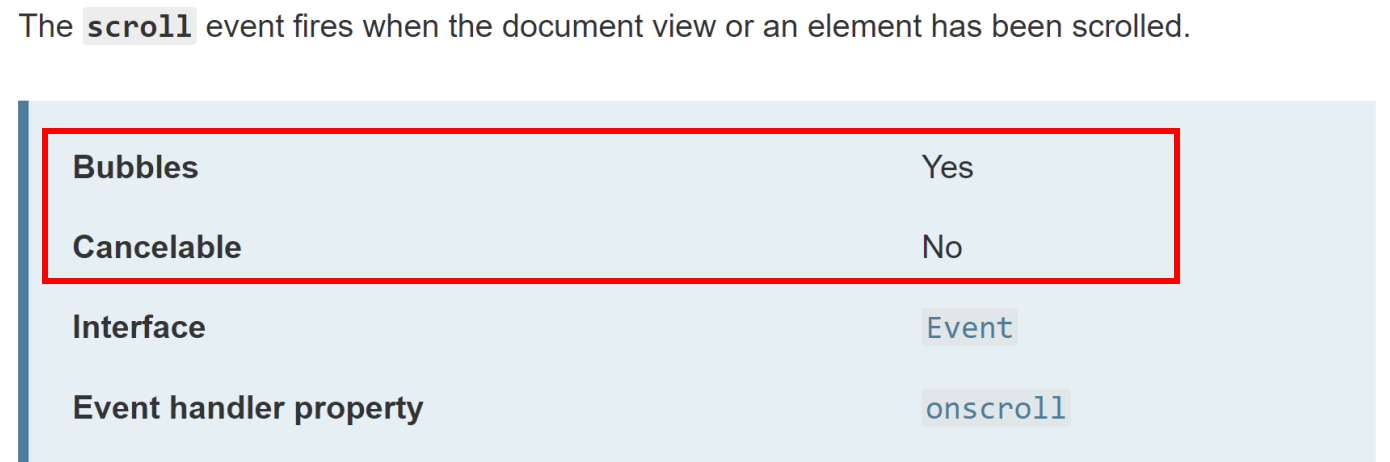 The scroll event fires when the document view or an element has been scrolled.
Bubbles Yes
Cancelable No
Interface Event
Event handler property onscroll